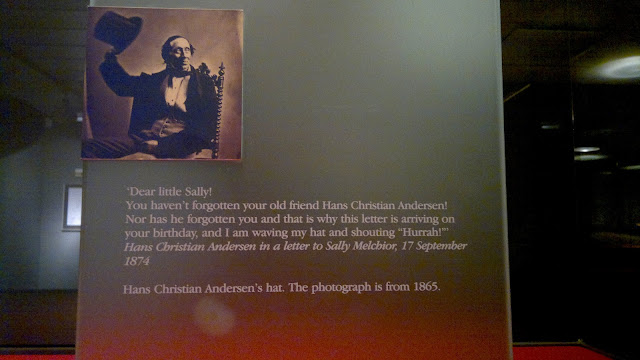 'Dear little Sally!
You haven't forgotten your old friend Hans Christian Andersen!
Nor has he forgotten you and that is why this letter is arriving on
your birthday, and I am waving my hat and shouting “Hurrah!”'
Hans Christian Andersen in a letter to Sally Melchior, 17 September
1874
Hans Christian Andersen's hat. The photograph is from 1865.